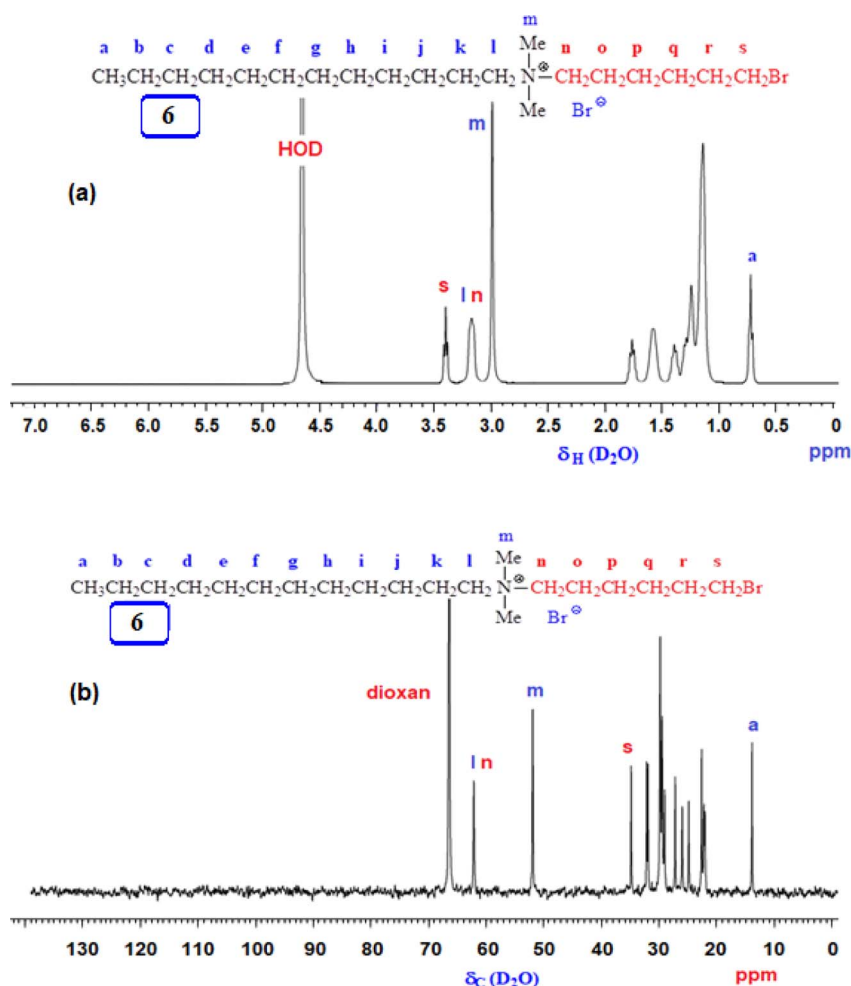 m
a b c d e f g h i j k l Me n o p q r s
CH₃CH₂CH₂CH₂CH₂CH₂CH₂CH₂CH₂CH₂CH₂CH₂N⊕—CH₂CH₂CH₂CH₂CH₂CH₂Br
Me Br⊖
6
m
HOD
(a)
s
l n
a
7.0 6.5 6.0 5.5 5.0 4.5 4.0 3.5 3.0 2.5 2.0 1.5 1.0 0.5 0
δH (D₂O) ppm
m
a b c d e f g h i j k l Me n o p q r s
CH₃CH₂CH₂CH₂CH₂CH₂CH₂CH₂CH₂CH₂CH₂CH₂N⊕—CH₂CH₂CH₂CH₂CH₂CH₂Br
Me Br⊖
6
(b)
dioxan
m
l n
s
a
130 120 110 100 90 80 70 60 50 40 30 20 10 0
δC (D₂O) ppm